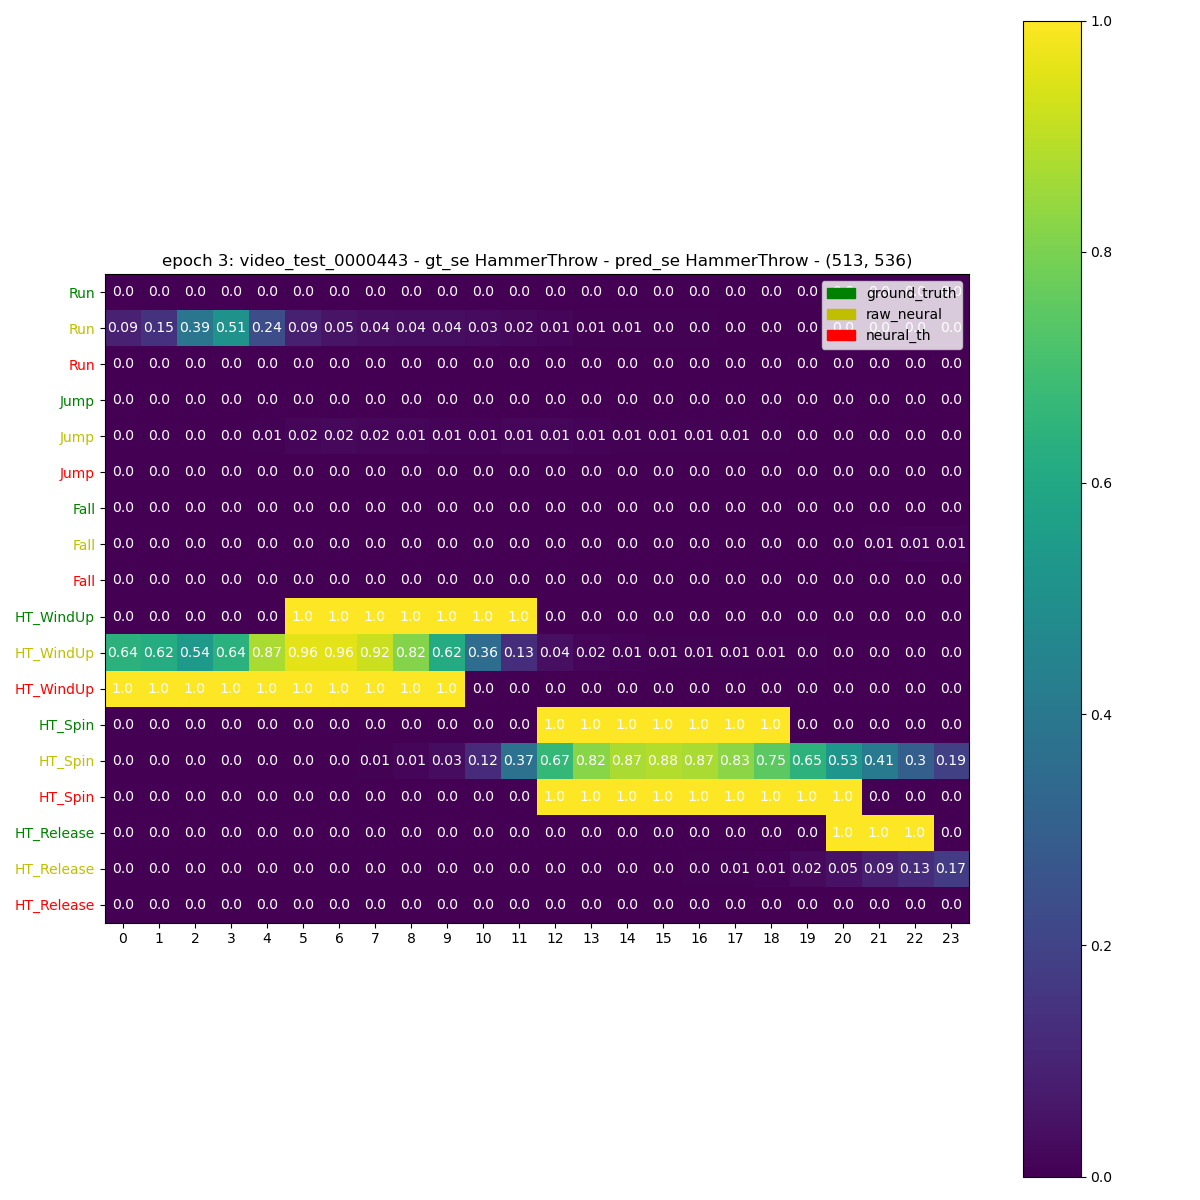 epoch 3: video_test_0000443 - gt_se HammerThrow - pred_se HammerThrow - (513, 536)
Run 0.0 0.0 0.0 0.0 0.0 0.0 0.0 0.0 0.0 0.0 0.0 0.0 0.0 0.0 0.0 0.0 0.0 0.0 0.0 0.0
Run 0.09 0.15 0.39 0.51 0.24 0.09 0.05 0.04 0.04 0.04 0.03 0.02 0.01 0.01 0.01 0.0 0.0 0.0 0.0 0.0 0.0 0.0 0.0 0.0
Run 0.0 0.0 0.0 0.0 0.0 0.0 0.0 0.0 0.0 0.0 0.0 0.0 0.0 0.0 0.0 0.0 0.0 0.0 0.0 0.0 0.0 0.0 0.0 0.0
Jump 0.0 0.0 0.0 0.0 0.0 0.0 0.0 0.0 0.0 0.0 0.0 0.0 0.0 0.0 0.0 0.0 0.0 0.0 0.0 0.0 0.0 0.0 0.0 0.0
Jump 0.0 0.0 0.0 0.0 0.01 0.02 0.02 0.02 0.01 0.01 0.01 0.01 0.01 0.01 0.01 0.01 0.01 0.01 0.0 0.0 0.0 0.0 0.0 0.0
Jump 0.0 0.0 0.0 0.0 0.0 0.0 0.0 0.0 0.0 0.0 0.0 0.0 0.0 0.0 0.0 0.0 0.0 0.0 0.0 0.0 0.0 0.0 0.0 0.0
Fall 0.0 0.0 0.0 0.0 0.0 0.0 0.0 0.0 0.0 0.0 0.0 0.0 0.0 0.0 0.0 0.0 0.0 0.0 0.0 0.0 0.0 0.0 0.0 0.0
Fall 0.0 0.0 0.0 0.0 0.0 0.0 0.0 0.0 0.0 0.0 0.0 0.0 0.0 0.0 0.0 0.0 0.0 0.0 0.0 0.0 0.0 0.01 0.01 0.01
Fall 0.0 0.0 0.0 0.0 0.0 0.0 0.0 0.0 0.0 0.0 0.0 0.0 0.0 0.0 0.0 0.0 0.0 0.0 0.0 0.0 0.0 0.0 0.0 0.0
HT_WindUp 0.0 0.0 0.0 0.0 0.0 1.0 1.0 1.0 1.0 1.0 1.0 1.0 0.0 0.0 0.0 0.0 0.0 0.0 0.0 0.0 0.0 0.0 0.0 0.0
HT_WindUp 0.64 0.62 0.54 0.64 0.87 0.96 0.96 0.92 0.82 0.62 0.36 0.13 0.04 0.02 0.01 0.01 0.01 0.01 0.01 0.0 0.0 0.0 0.0 0.0
HT_WindUp 1.0 1.0 1.0 1.0 1.0 1.0 1.0 1.0 1.0 1.0 0.0 0.0 0.0 0.0 0.0 0.0 0.0 0.0 0.0 0.0 0.0 0.0 0.0 0.0
HT_Spin 0.0 0.0 0.0 0.0 0.0 0.0 0.0 0.0 0.0 0.0 0.0 0.0 1.0 1.0 1.0 1.0 1.0 1.0 1.0 0.0 0.0 0.0 0.0 0.0
HT_Spin 0.0 0.0 0.0 0.0 0.0 0.0 0.0 0.01 0.01 0.03 0.12 0.37 0.67 0.82 0.87 0.88 0.87 0.83 0.75 0.65 0.53 0.41 0.3 0.19
HT_Spin 0.0 0.0 0.0 0.0 0.0 0.0 0.0 0.0 0.0 0.0 0.0 0.0 1.0 1.0 1.0 1.0 1.0 1.0 1.0 1.0 1.0 0.0 0.0 0.0
HT_Release 0.0 0.0 0.0 0.0 0.0 0.0 0.0 0.0 0.0 0.0 0.0 0.0 0.0 0.0 0.0 0.0 0.0 0.0 0.0 0.0 1.0 1.0 1.0 0.0
HT_Release 0.0 0.0 0.0 0.0 0.0 0.0 0.0 0.0 0.0 0.0 0.0 0.0 0.0 0.0 0.0 0.0 0.0 0.01 0.01 0.02 0.05 0.09 0.13 0.17
HT_Release 0.0 0.0 0.0 0.0 0.0 0.0 0.0 0.0 0.0 0.0 0.0 0.0 0.0 0.0 0.0 0.0 0.0 0.0 0.0 0.0 0.0 0.0 0.0 0.0
0 1 2 3 4 5 6 7 8 9 10 11 12 13 14 15 16 17 18 19 20 21 22 23
ground_truth
raw_neural
neural_th
1.0
0.8
0.6
0.4
0.2
0.0